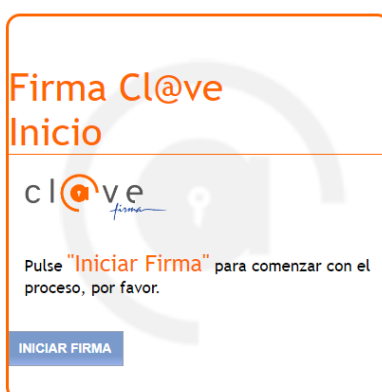 Firma Cl@ve
Inicio
cl@ve
firma
Pulse "Iniciar Firma" para comenzar con el
proceso, por favor.
INICIAR FIRMA